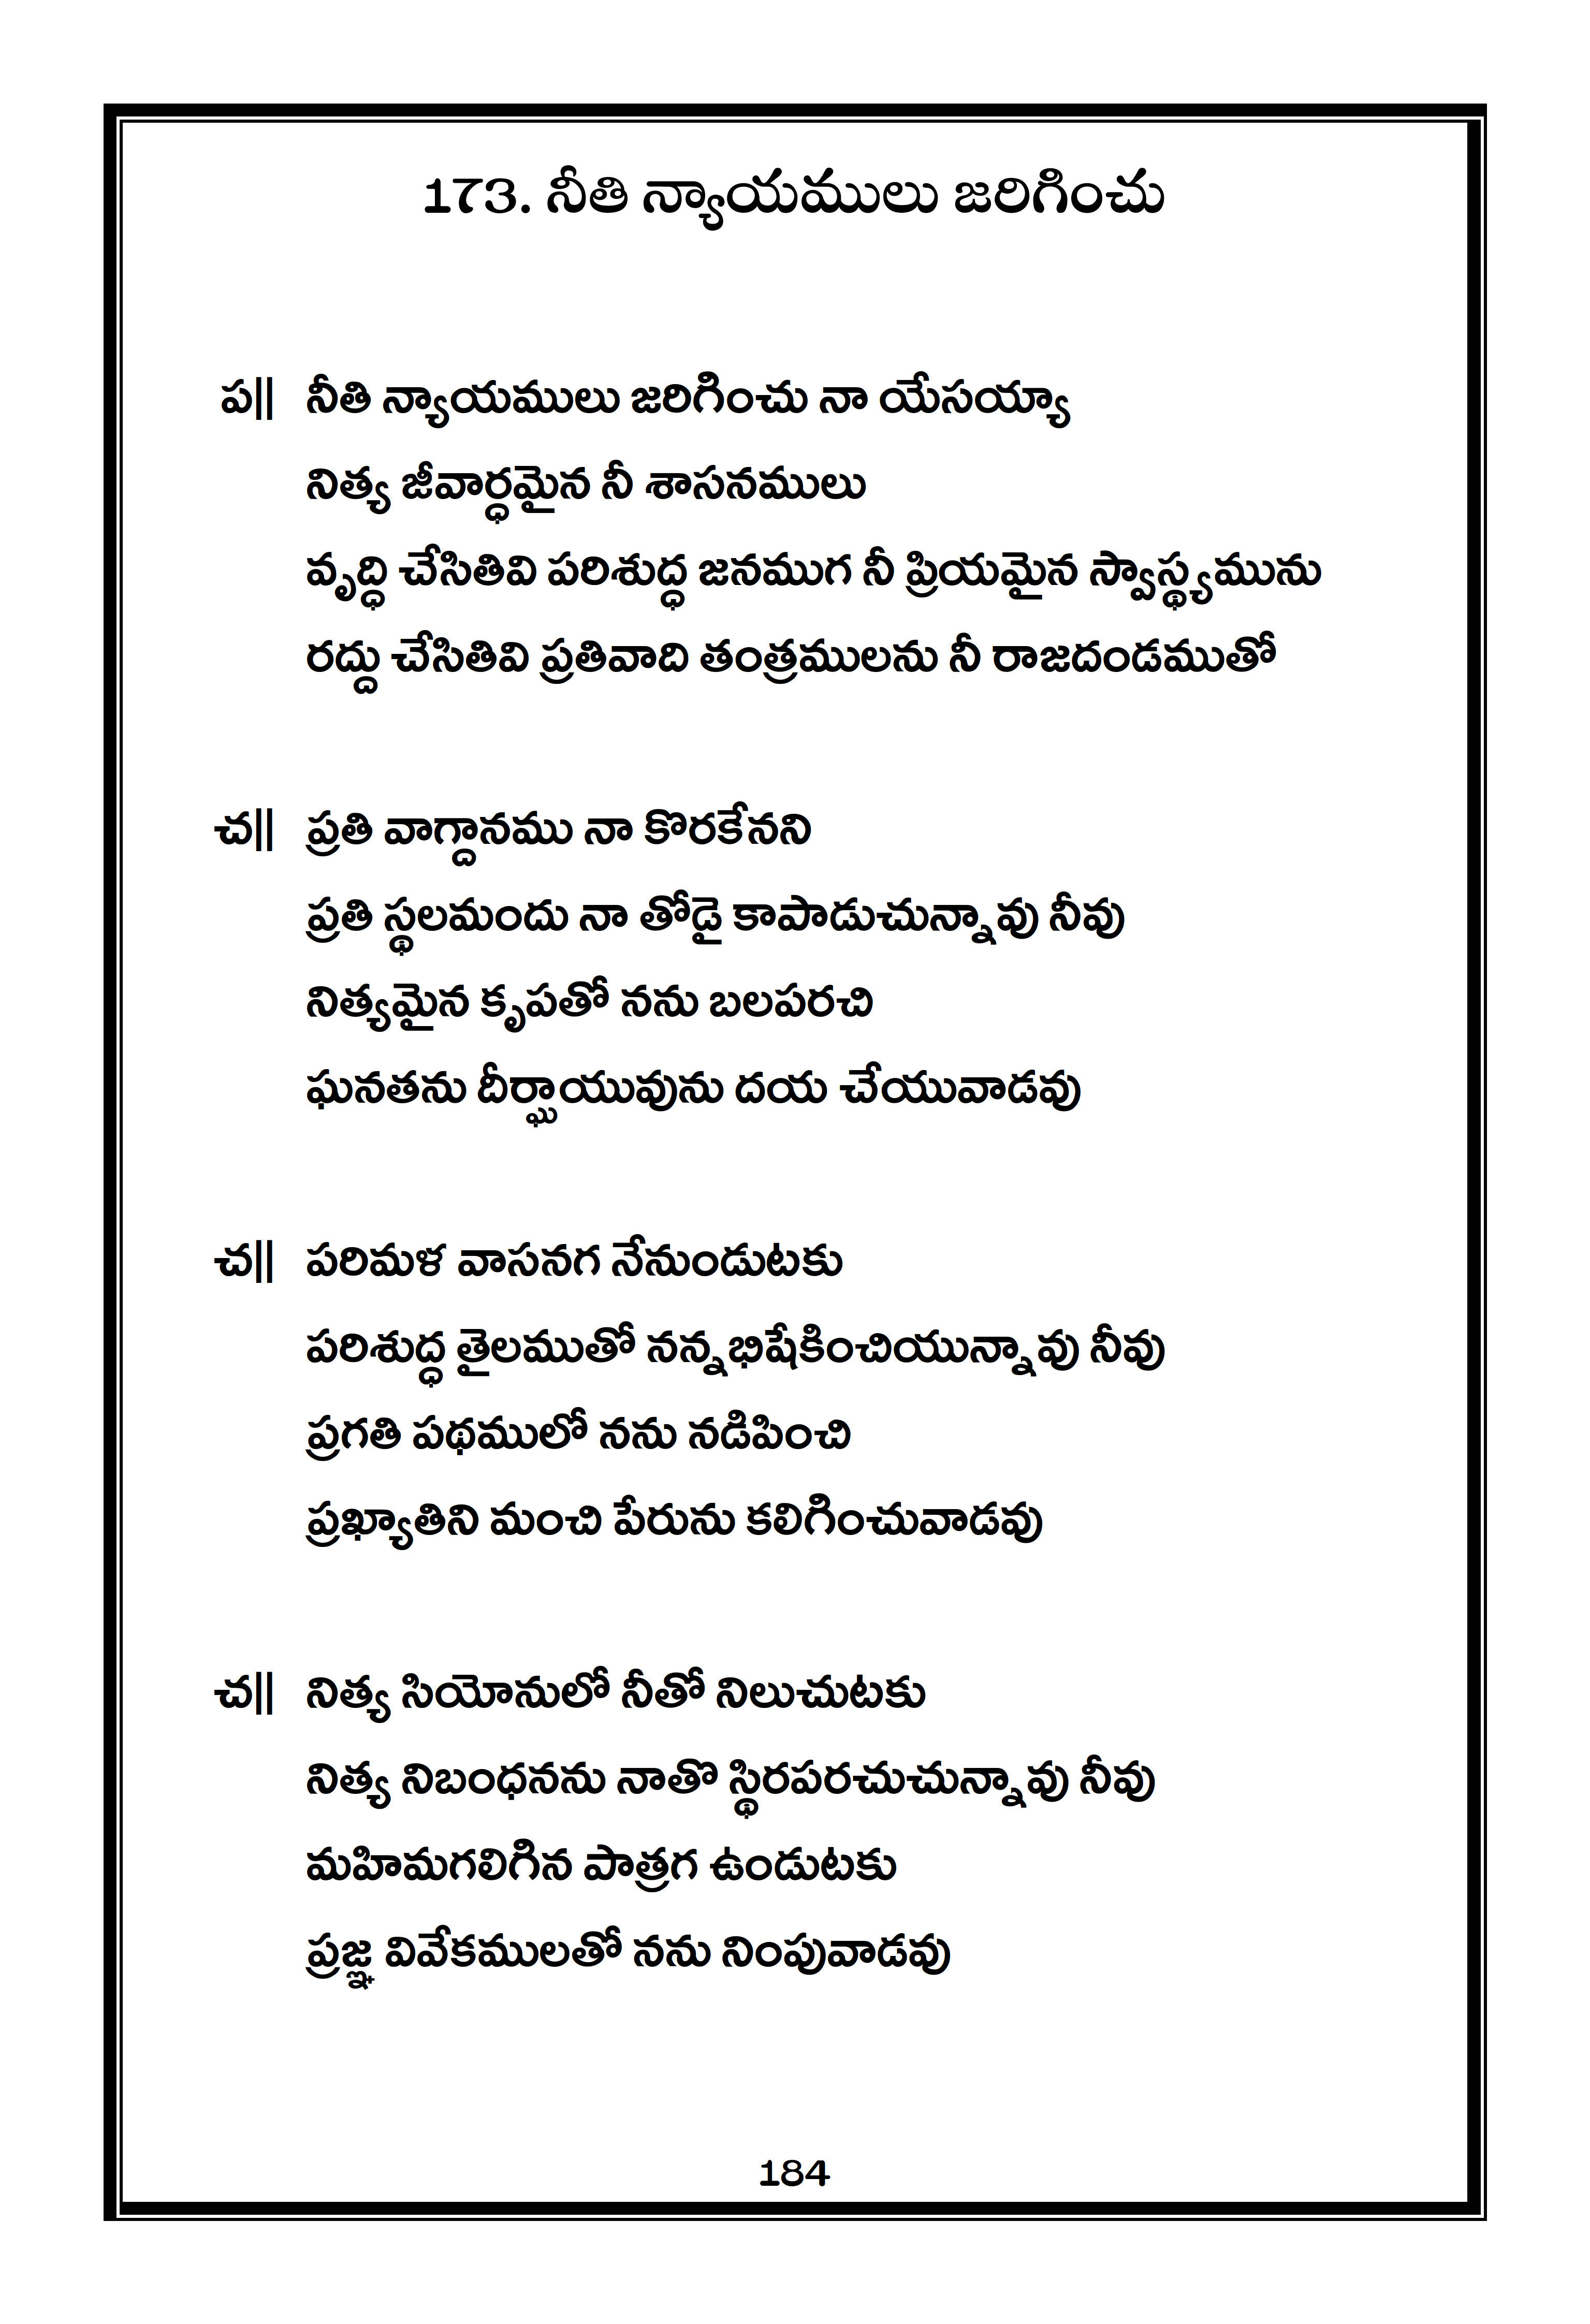 173. నీతి న్యాయములు జరిగించు
ప|| నీతి న్యాయములు జరిగించు నా యేసయ్యా
నిత్య జీవార్ధమైన నీ శాసనములు
వృద్ధి చేసితివి పరిశుద్ధ జనముగ నీ ప్రియమైన స్వాస్థ్యమును
రద్దు చేసితివి ప్రతివాది తంత్రములను నీ రాజదండముతో
చ|| ప్రతి వాగ్దానము నా కొరకేనని
ప్రతి స్థలమందు నా తోడై కాపాడుచున్నావు నీవు
నిత్యమైన కృపతో నను బలపరచి
ఘనతను దీర్ఘాయువును దయ చేయువాడవు
చ|| పరిమళ వాసనగ నేనుండుటకు
పరిశుద్ధ తైలముతో నన్నభిషేకించియున్నావు నీవు
ప్రగతి పథములో నను నడిపించి
ప్రఖ్యాతిని మంచి పేరును కలిగించువాడవు
చ|| నిత్య సియోనులో నీతో నిలుచుటకు
నిత్య నిబంధనను నాతొ స్థిరపరచుచున్నావు నీవు
మహిమగలిగిన పాత్రగ ఉండుటకు
ప్రజ్ఞ వివేకములతో నను నింపువాడవు
184